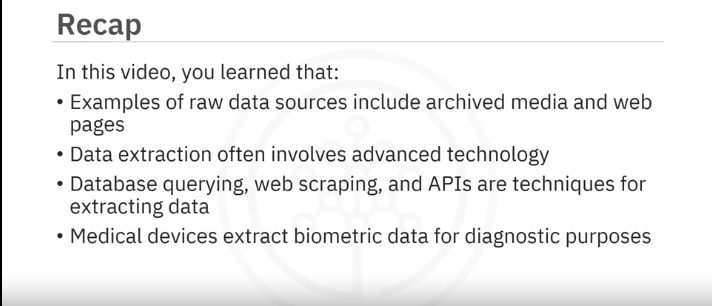 Recap
In this video, you learned that:
• Examples of raw data sources include archived media and web
pages
• Data extraction often involves advanced technology
• Database querying, web scraping, and APIs are techniques for
extracting data
• Medical devices extract biometric data for diagnostic purposes